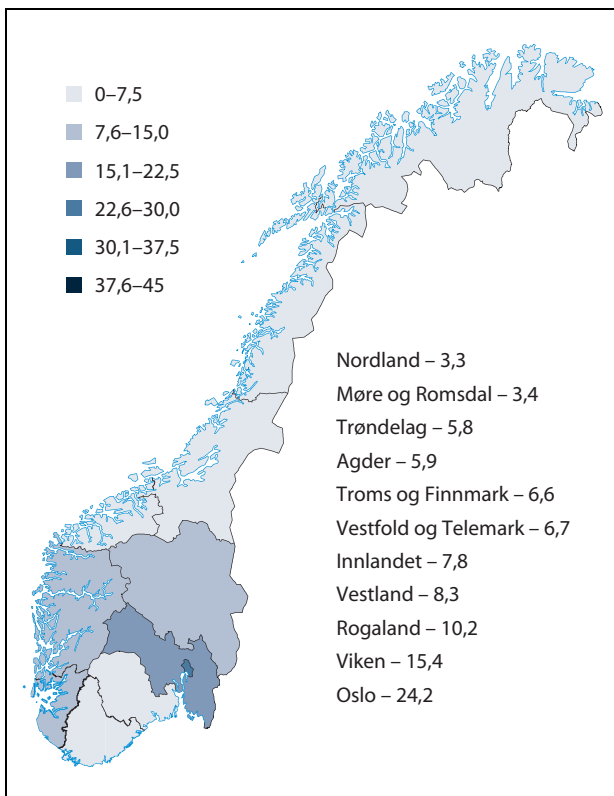 0–7,5
7,6–15,0
15,1–22,5
22,6–30,0
30,1–37,5
37,6–45
Nordland – 3,3
Møre og Romsdal – 3,4
Trøndelag – 5,8
Agder – 5,9
Troms og Finnmark – 6,6
Vestfold og Telemark – 6,7
Innlandet – 7,8
Vestland – 8,3
Rogaland – 10,2
Viken – 15,4
Oslo – 24,2